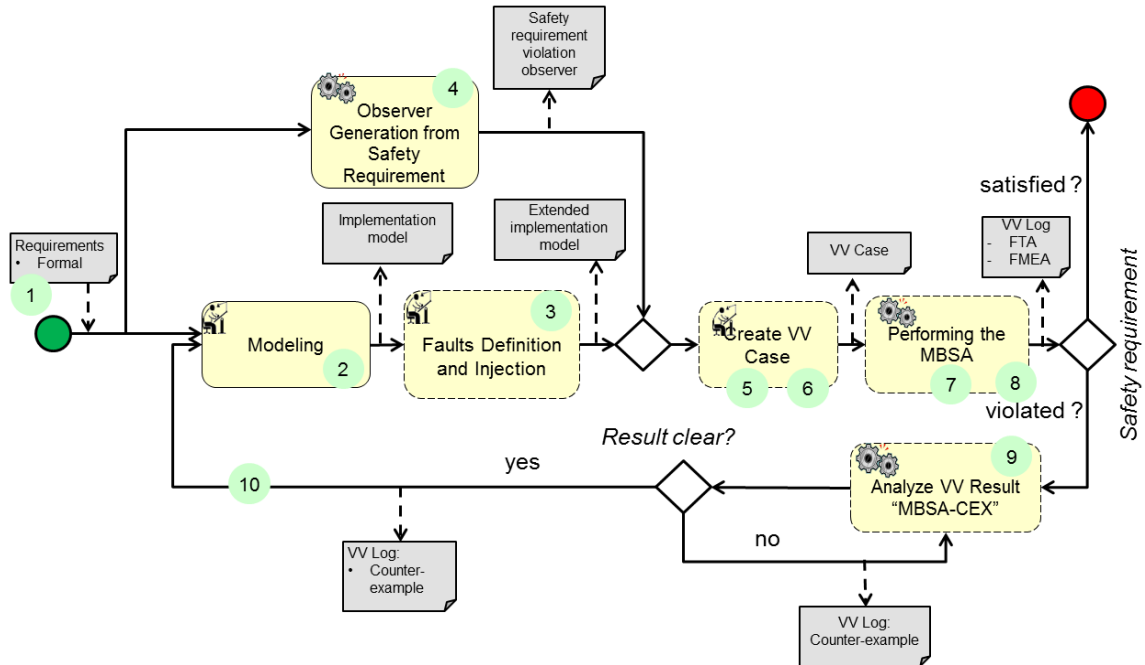 Safety
requirement
violation
observer
4
Observer
Generation from
Safety
Requirement
satisfied ?
Requirements
• Formal
1
Implementation
model
Extended
implementation
model
VV Case
VV Log
- FTA
- FMEA
Safety requirement
Modeling
2
3
Faults Definition
and Injection
Create VV
Case
5
6
Performing the
MBSA
7
8
violated ?
Result clear?
yes
10
9
Analyze VV Result
“MBSA-CEX”
no
VV Log:
• Counter-
example
VV Log:
Counter-example